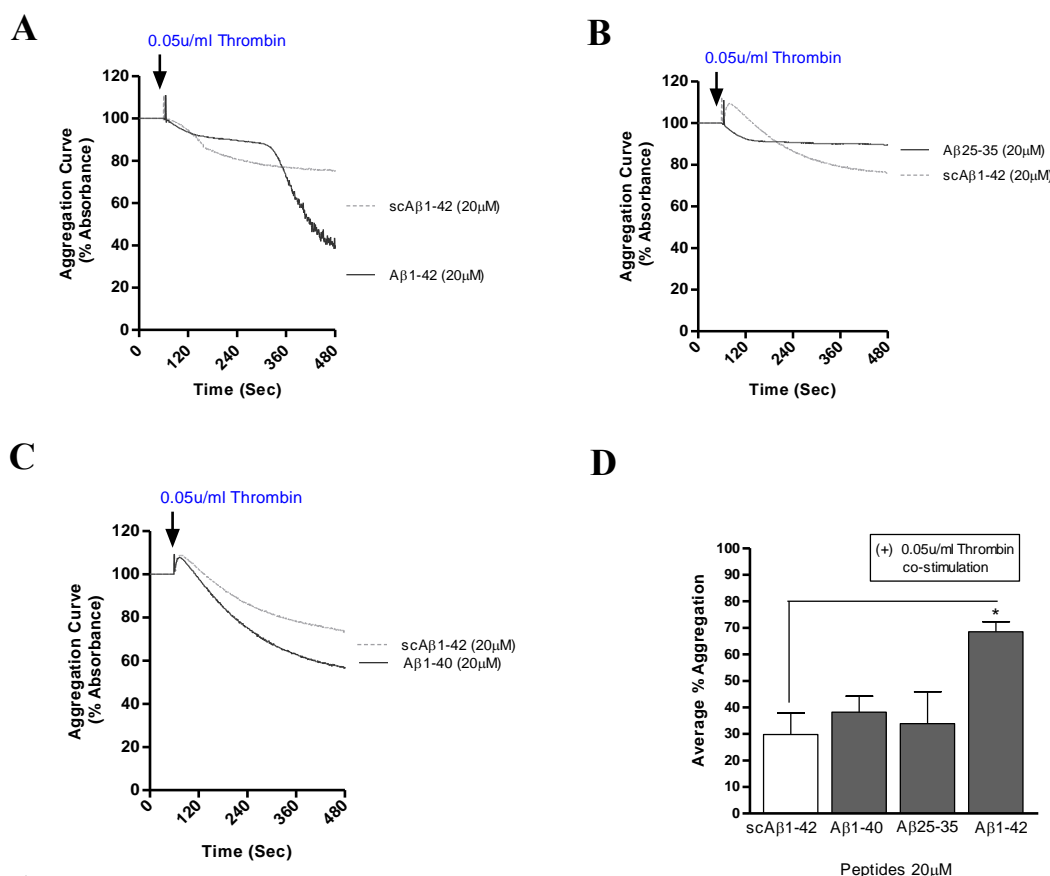 A
0.05u/ml Thrombin
Aggregation Curve
(% Absorbance)
120
100
80
60
40
20
0
0
120
240
360
480
Time (Sec)
scAβ1-42 (20μM)
Aβ1-42 (20μM)
B
0.05u/ml Thrombin
Aggregation Curve
(% Absorbance)
120
100
80
60
40
20
0
0
120
240
360
480
Time (Sec)
Aβ25-35 (20μM)
scAβ1-42 (20μM)
C
0.05u/ml Thrombin
Aggregation Curve
(% Absorbance)
120
100
80
60
40
20
0
0
120
240
360
480
Time (Sec)
scAβ1-42 (20μM)
Aβ1-40 (20μM)
D
(+) 0.05u/ml Thrombin
co-stimulation
Average % Aggregation
100
90
80
70
60
50
40
30
20
10
0
*
scAβ1-42 Aβ1-40 Aβ25-35 Aβ1-42
Peptides 20μM